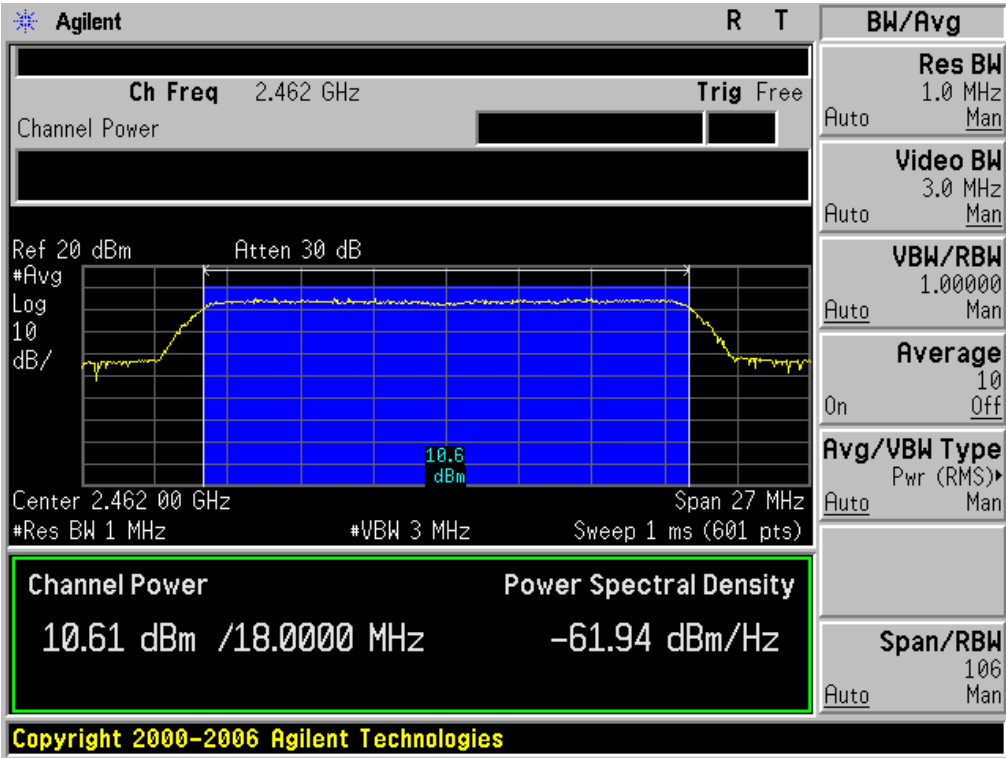 Agilent R T
Ch Freq 2.462 GHz Trig Free
Channel Power
Ref 20 dBm Atten 30 dB
#Avg
Log
10
dB/
10.6
dBm
Center 2.462 00 GHz Span 27 MHz
#Res BW 1 MHz #VBW 3 MHz Sweep 1 ms (601 pts)
Channel Power Power Spectral Density
10.61 dBm /18.0000 MHz -61.94 dBm/Hz
Copyright 2000-2006 Agilent Technologies
BW/Avg
Res BW
1.0 MHz
Auto Man
Video BW
3.0 MHz
Auto Man
VBW/RBW
1.00000
Auto Man
Average
10
On Off
Avg/VBW Type
Pwr (RMS)▸
Auto Man
Span/RBW
106
Auto Man